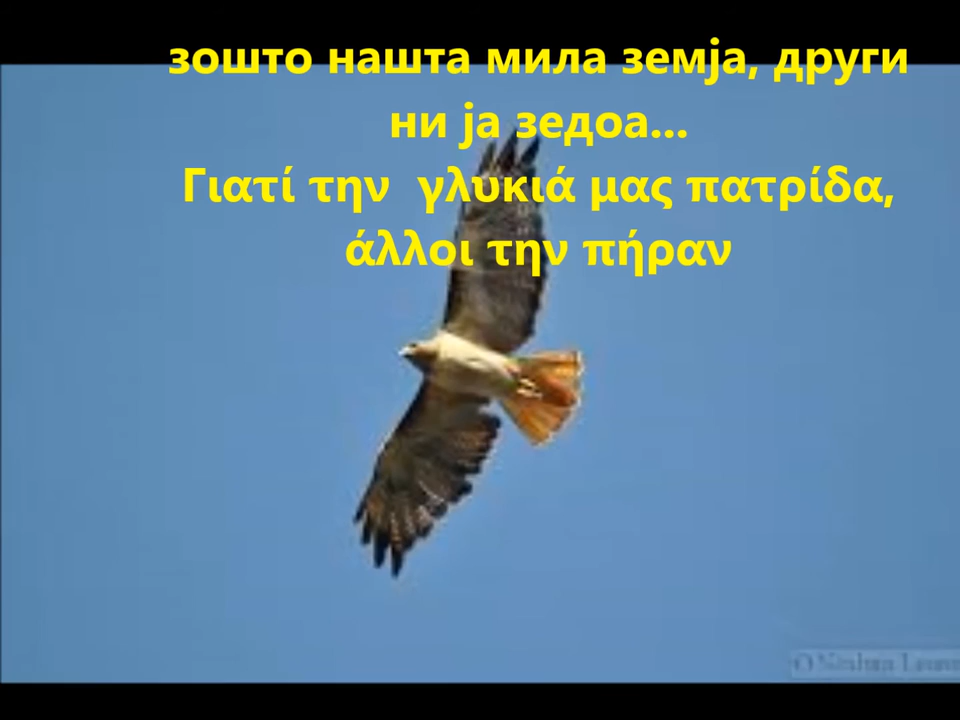 зошто нашта мила земја, други
ни ја зедоа...
Γιατί την γλυκιά μας πατρίδα,
άλλοι την πήραν